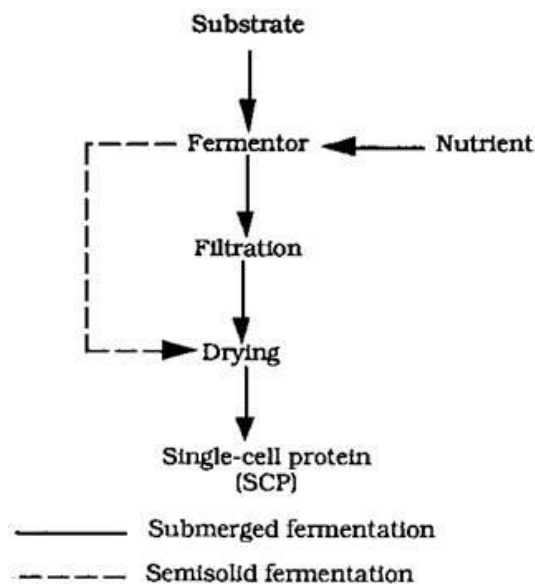 Substrate
Fermentor
Nutrient
Filtration
Drying
Single-cell protein
(SCP)
Submerged fermentation
Semisolid fermentation